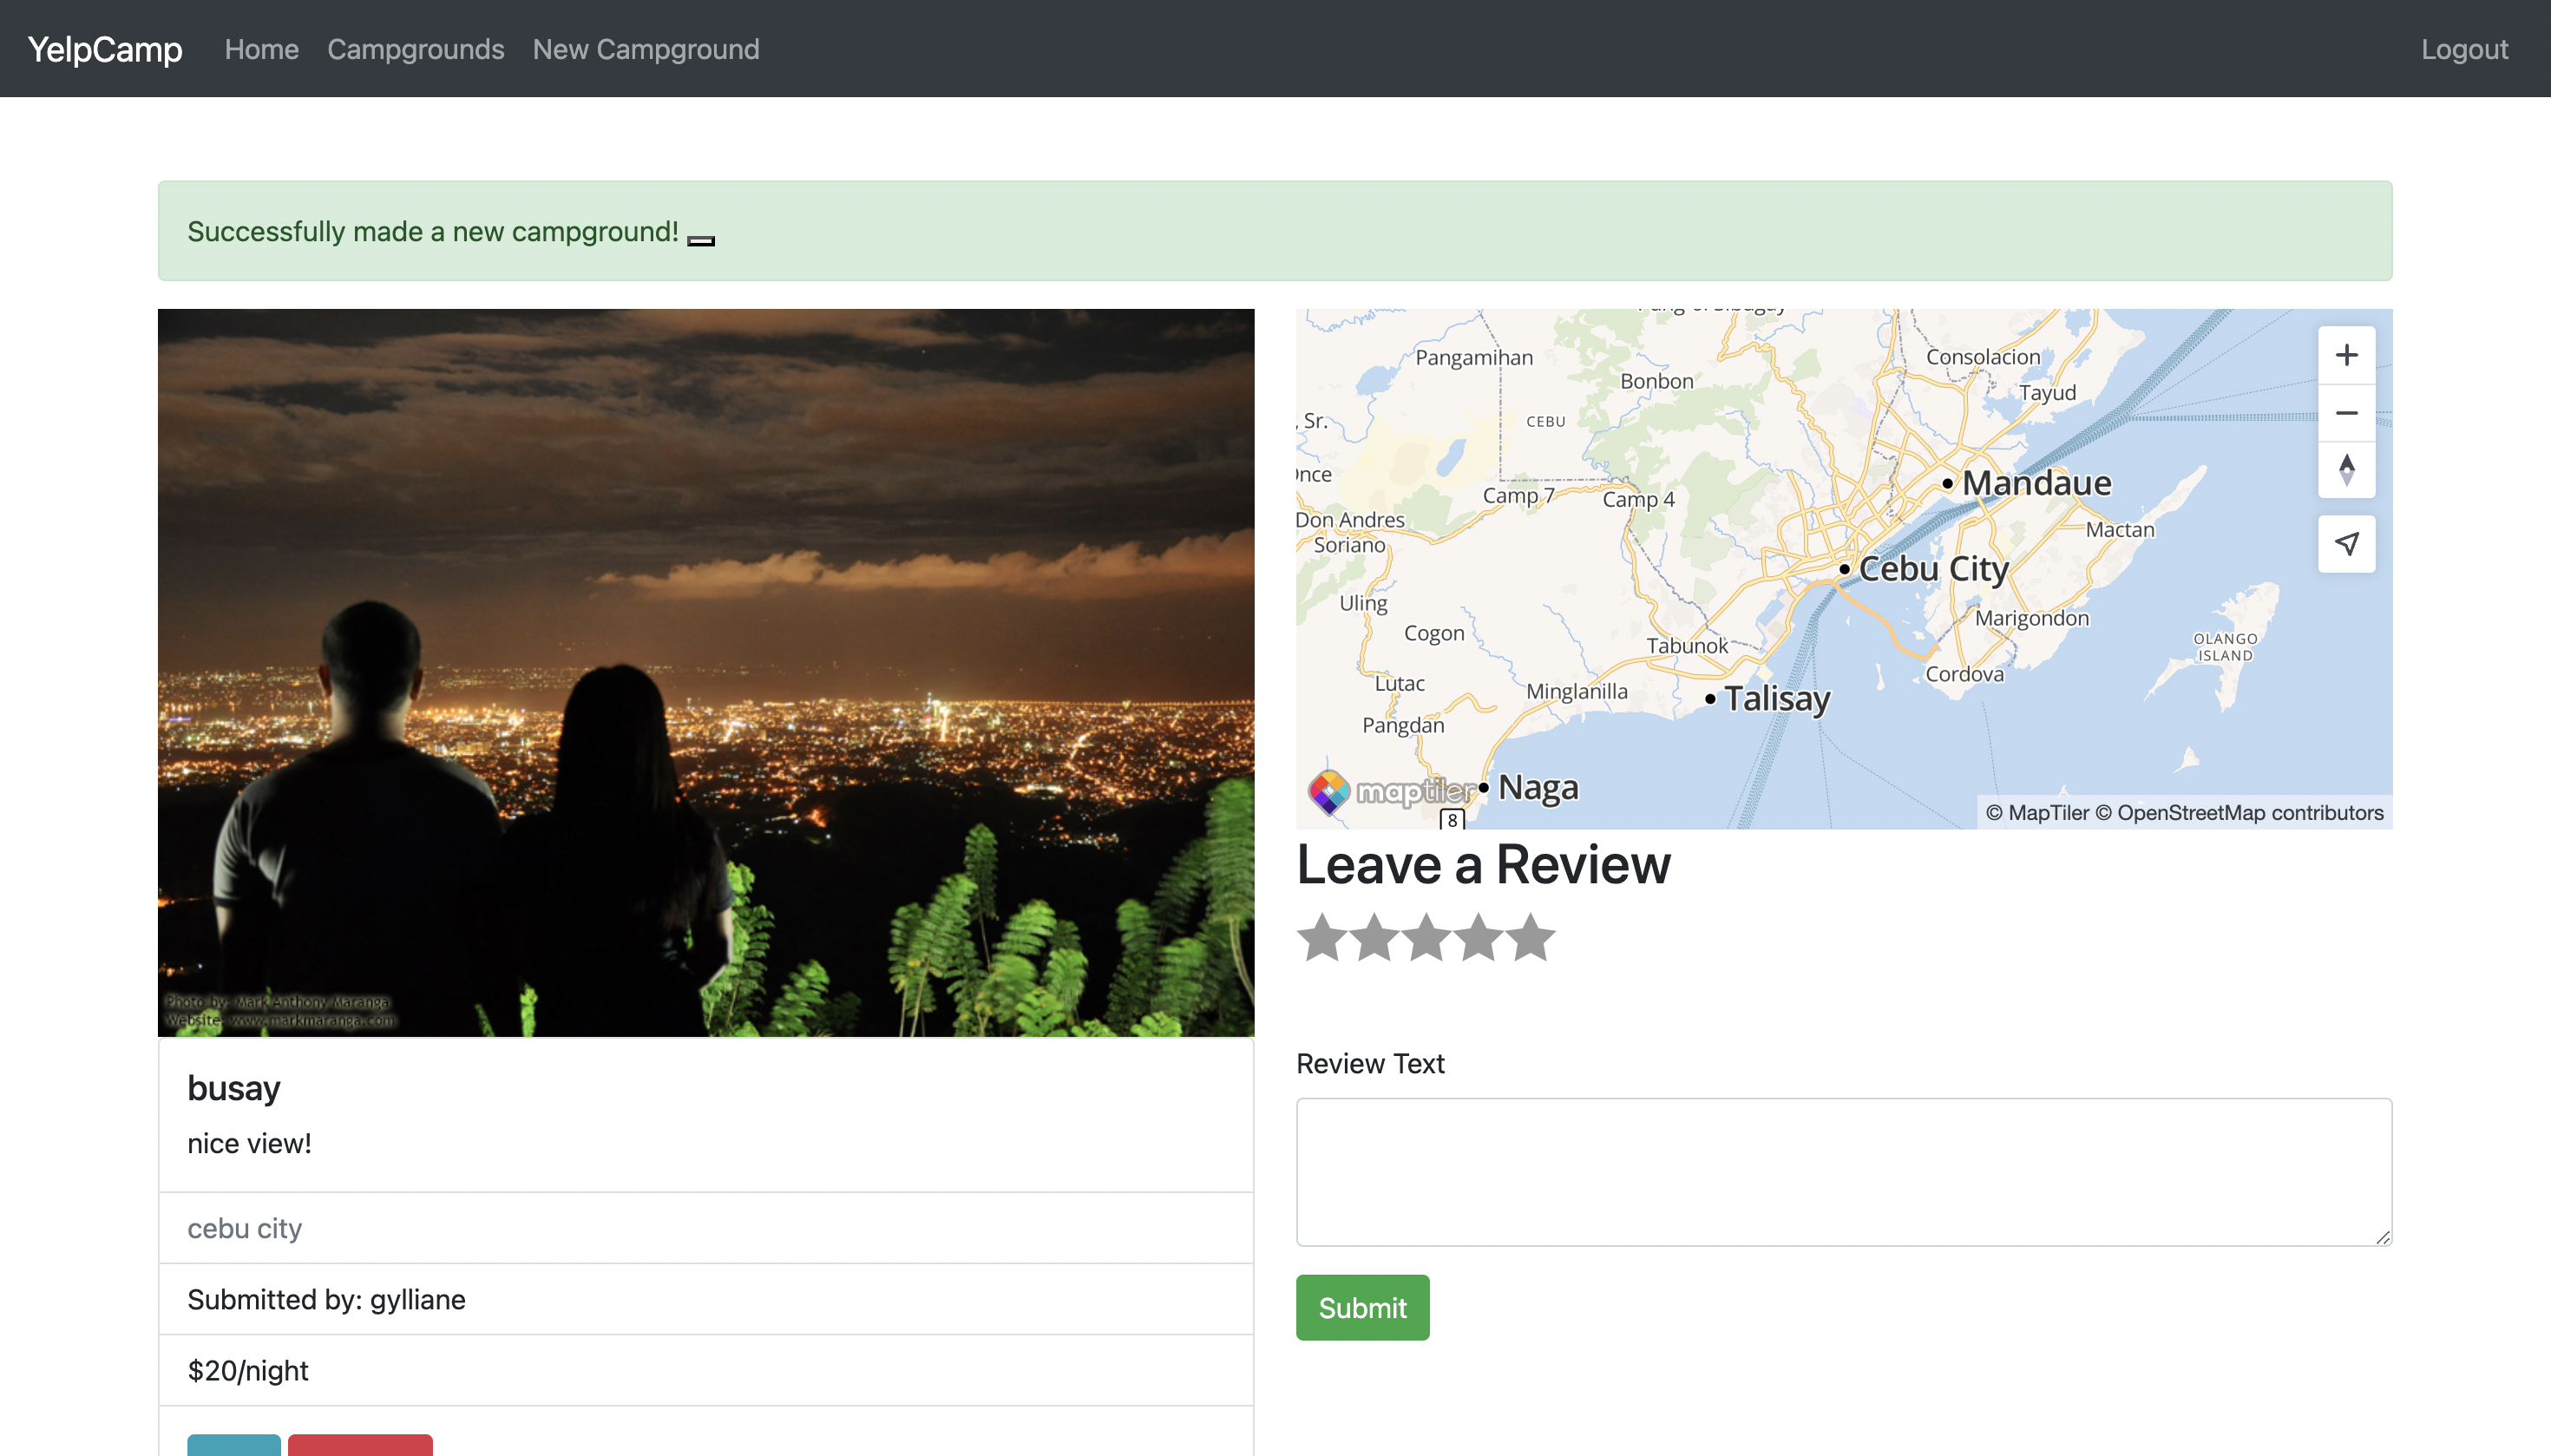 YelpCamp Home Campgrounds New Campground Logout
Successfully made a new campground!
Photo by: Mark Anthony Maranga
Website: www.markmaranga.com
busay
nice view!
cebu city
Submitted by: gylliane
$20/night
Pangamihan
Consolacion
Bonbon
Tayud
, Sr.
CEBU
Mandaue
Camp 7
Camp 4
Don Andres
Soriano
Mactan
Cebu City
Uling
Marigondon
Cogon
Tabunok
OLANGO
ISLAND
Cordova
Lutac
Minglanilla
Talisay
Pangdan
maptiler
Naga
8
© MapTiler © OpenStreetMap contributors
Leave a Review
Review Text
Submit